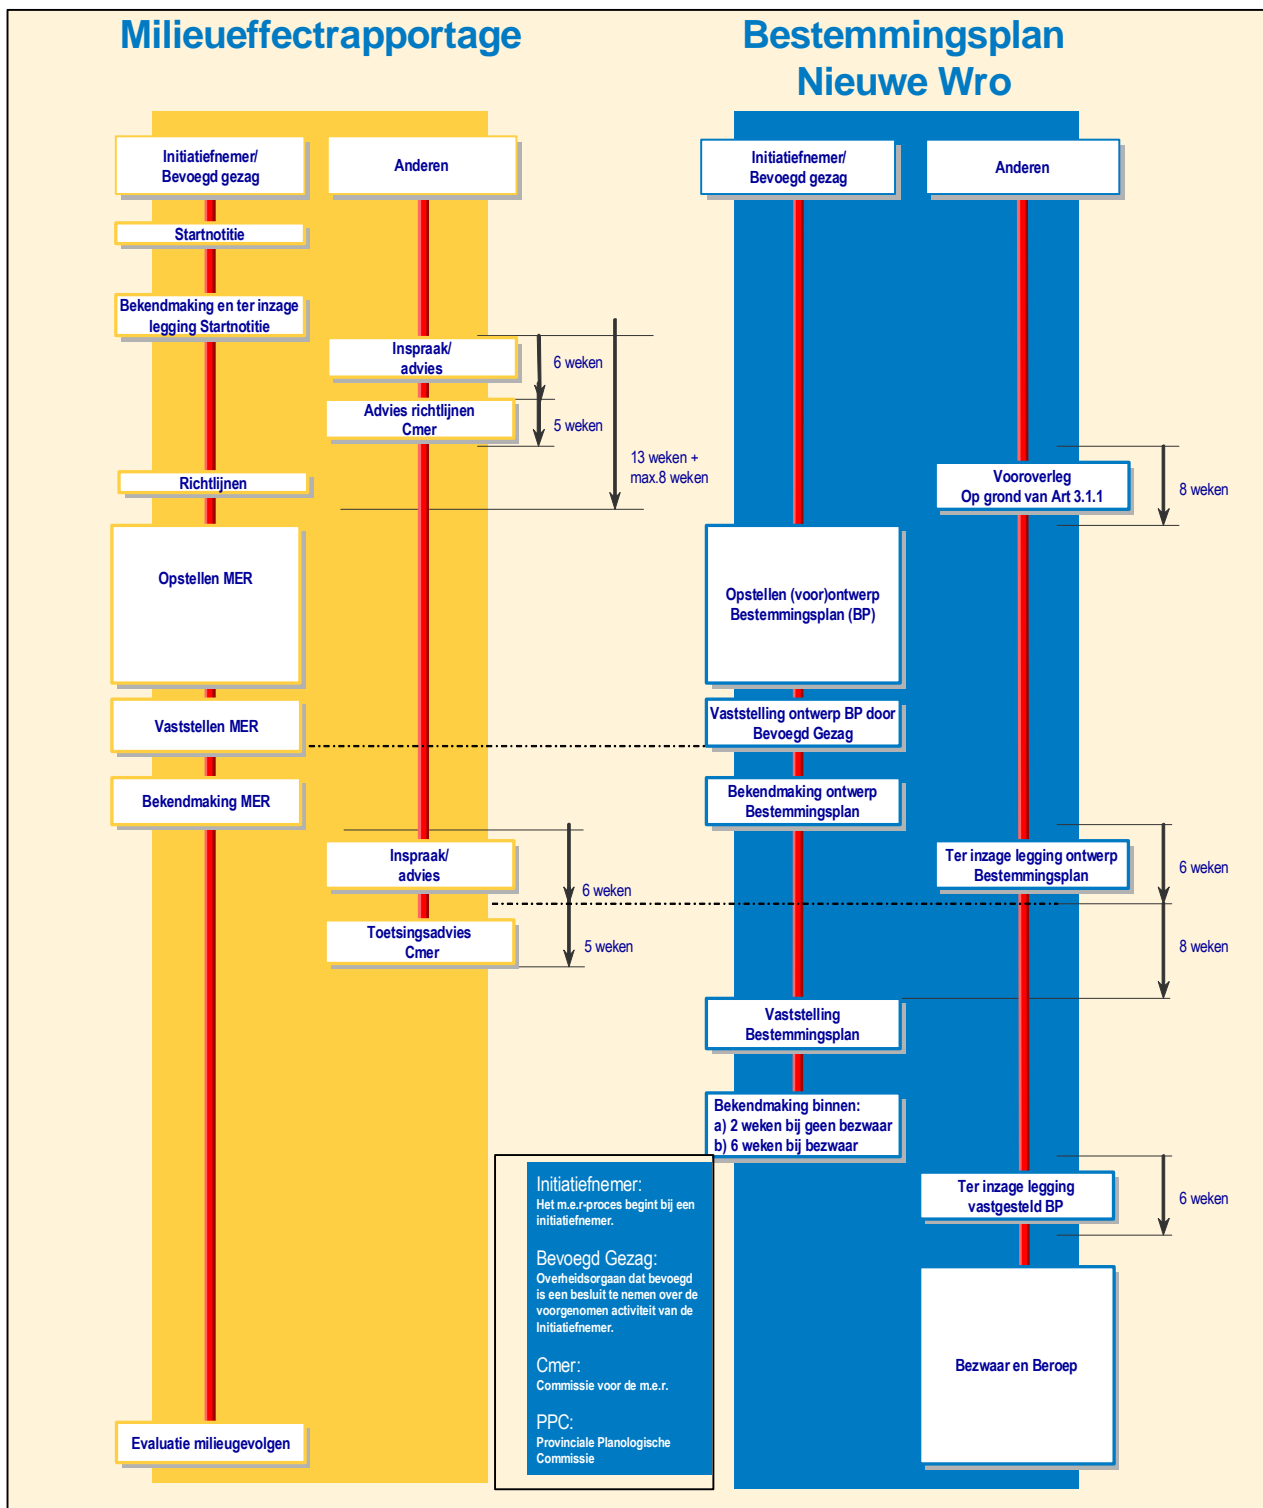 Milieueffectrapportage
Initiatiefnemer/
Bevoegd gezag
Anderen
Startnotitie
Bekendmaking en ter inzage
legging Startnotitie
Inspraak/
advies
6 weken
Advies richtlijnen
Cmer
5 weken
13 weken +
max.8 weken
Richtlijnen
Opstellen MER
Vaststellen MER
Bekendmaking MER
Inspraak/
advies
6 weken
Toetsingsadvies
Cmer
5 weken
Evaluatie milieugevolgen
Bestemmingsplan
Nieuwe Wro
Initiatiefnemer/
Bevoegd gezag
Anderen
Vooroverleg
Op grond van Art 3.1.1
8 weken
Opstellen (voor)ontwerp
Bestemmingsplan (BP)
Vaststelling ontwerp BP door
Bevoegd Gezag
Bekendmaking ontwerp
Bestemmingsplan
Ter inzage legging ontwerp
Bestemmingsplan
6 weken
8 weken
Vaststelling
Bestemmingsplan
Bekendmaking binnen:
a) 2 weken bij geen bezwaar
b) 6 weken bij bezwaar
Ter inzage legging
vastgesteld BP
6 weken
Bezwaar en Beroep
Initiatiefnemer:
Het m.e.r-proces begint bij een
initiatiefnemer.
Bevoegd Gezag:
Overheidsorgaan dat bevoegd
is een besluit te nemen over de
voorgenomen activiteit van de
Initiatiefnemer.
Cmer:
Commissie voor de m.e.r.
PPC:
Provinciale Planologische
Commissie